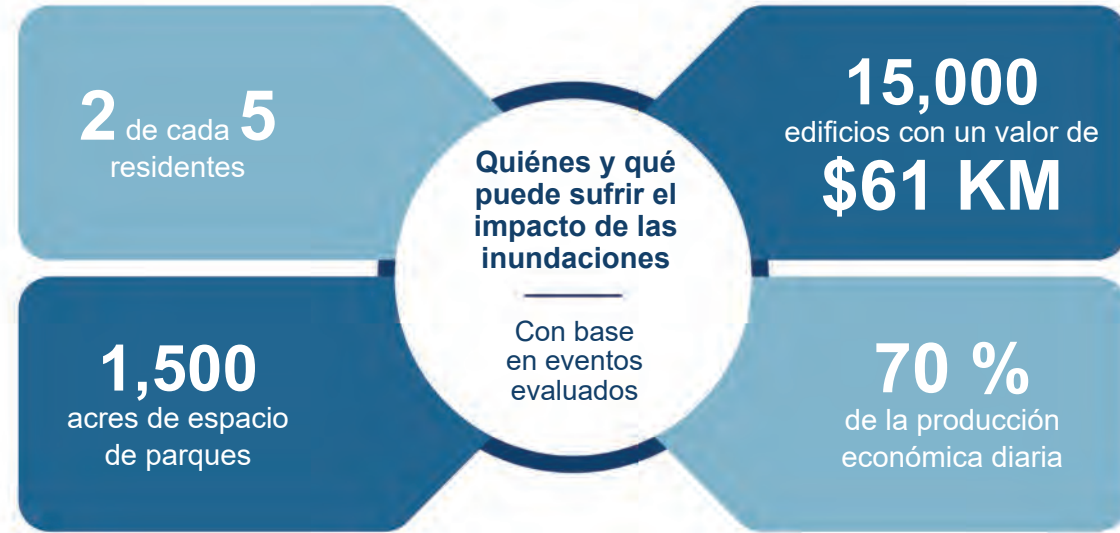 2 de cada 5
residentes
15,000
edificios con un valor de
$61 KM
Quiénes y qué
puede sufrir el
impacto de las
inundaciones
Con base
en eventos
evaluados
1,500
acres de espacio
de parques
70 %
de la producción
económica diaria